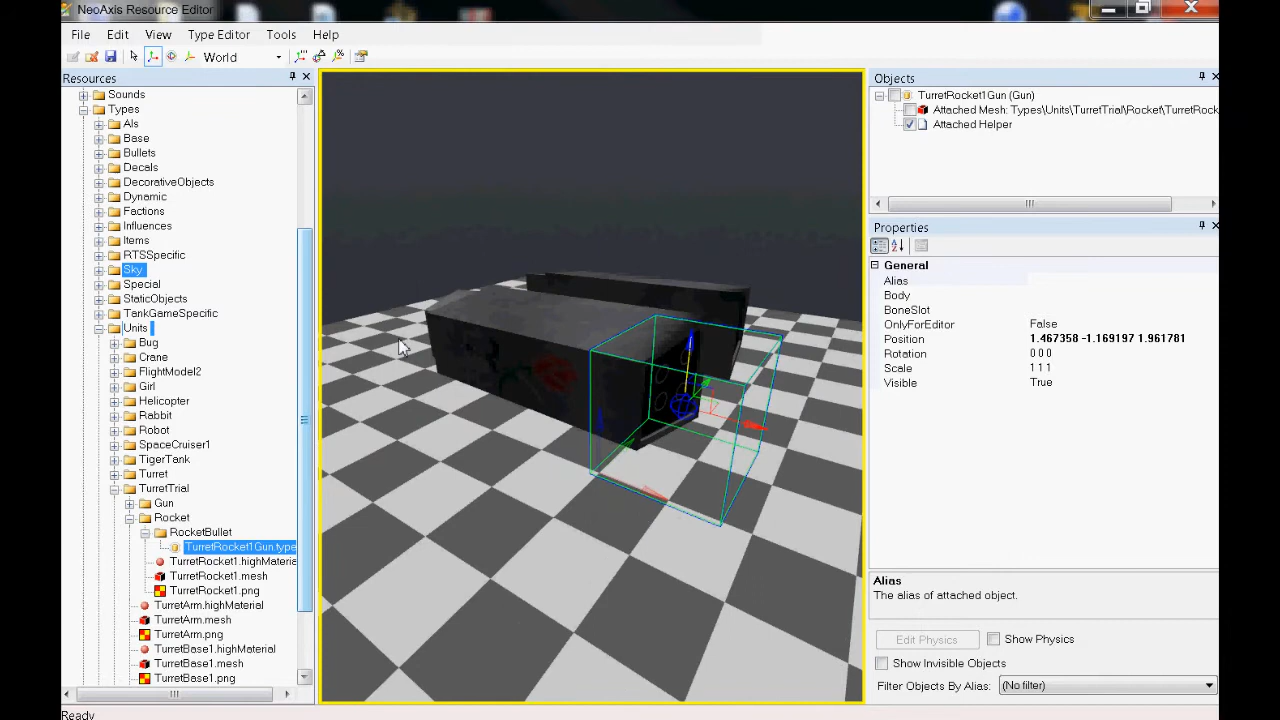 NeoAxis Resource Editor
File Edit View Type Editor Tools Help
World
Resources
Sounds
Types
AIs
Base
Bullets
Decals
DecorativeObjects
Dynamic
Factions
Influences
Items
RTSSpecific
Sky
Special
StaticObjects
TankGameSpecific
Units
Bug
Crane
FlightModel2
Girl
Helicopter
Rabbit
Robot
SpaceCruiser1
TigerTank
Turret
TurretTrial
Gun
Rocket
RocketBullet
TurretRocket1Gun.type
TurretRocket1.highMateria
TurretRocket1.mesh
TurretRocket1.png
TurretArm.highMaterial
TurretArm.mesh
TurretArm.png
TurretBase1.highMaterial
TurretBase1.mesh
TurretBase1.png
Ready
Objects
TurretRocket1Gun (Gun)
Attached Mesh: Types\Units\TurretTrial\Rocket\TurretRock
Attached Helper
Properties
General
Alias
Body
BoneSlot
OnlyForEditor False
Position 1.467358 -1.169197 1.961781
Rotation 0 0 0
Scale 1 1 1
Visible True
Alias
The alias of attached object.
Edit Physics Show Physics
Show Invisible Objects
Filter Objects By Alias: (No filter)